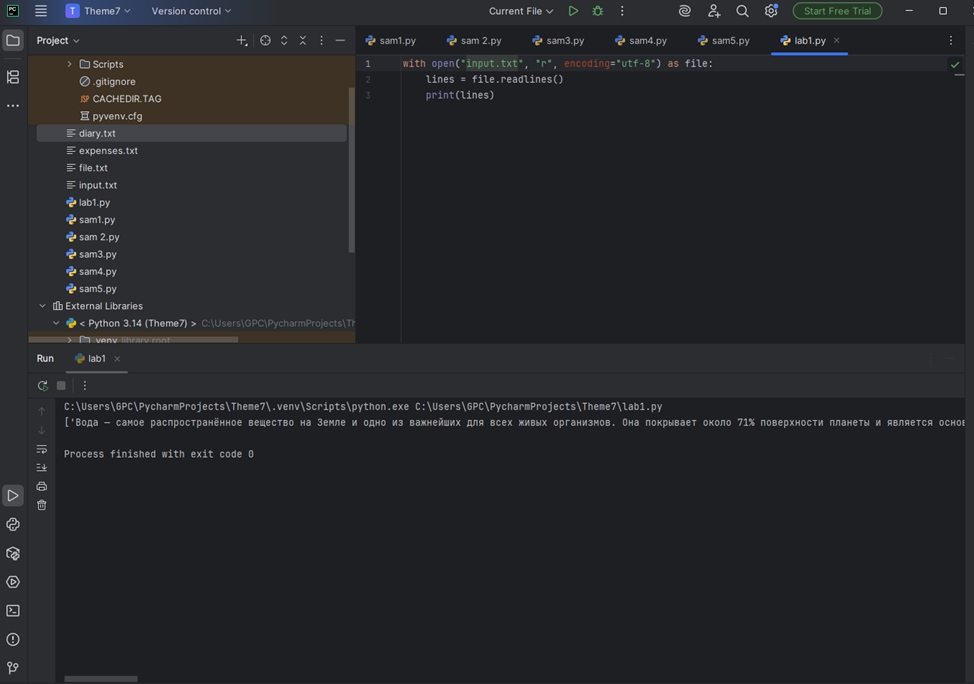 Theme7 Version control Current File Start Free Trial
Project
sam1.py sam 2.py sam3.py sam4.py sam5.py lab1.py
Scripts
.gitignore
CACHEDIR.TAG
pyvenv.cfg
diary.txt
expenses.txt
file.txt
input.txt
lab1.py
sam1.py
sam 2.py
sam3.py
sam4.py
sam5.py
External Libraries
< Python 3.14 (Theme7) > C:\Users\GPC\PycharmProjects\Th
.venv library root
1 with open("input.txt", "r", encoding="utf-8") as file:
2 lines = file.readlines()
3 print(lines)
Run lab1
C:\Users\GPC\PycharmProjects\Theme7\.venv\Scripts\python.exe C:\Users\GPC\PycharmProjects\Theme7\lab1.py
['Вода — самое распространённое вещество на Земле и одно из важнейших для всех живых организмов. Она покрывает около 71% поверхности планеты и является основ
Process finished with exit code 0